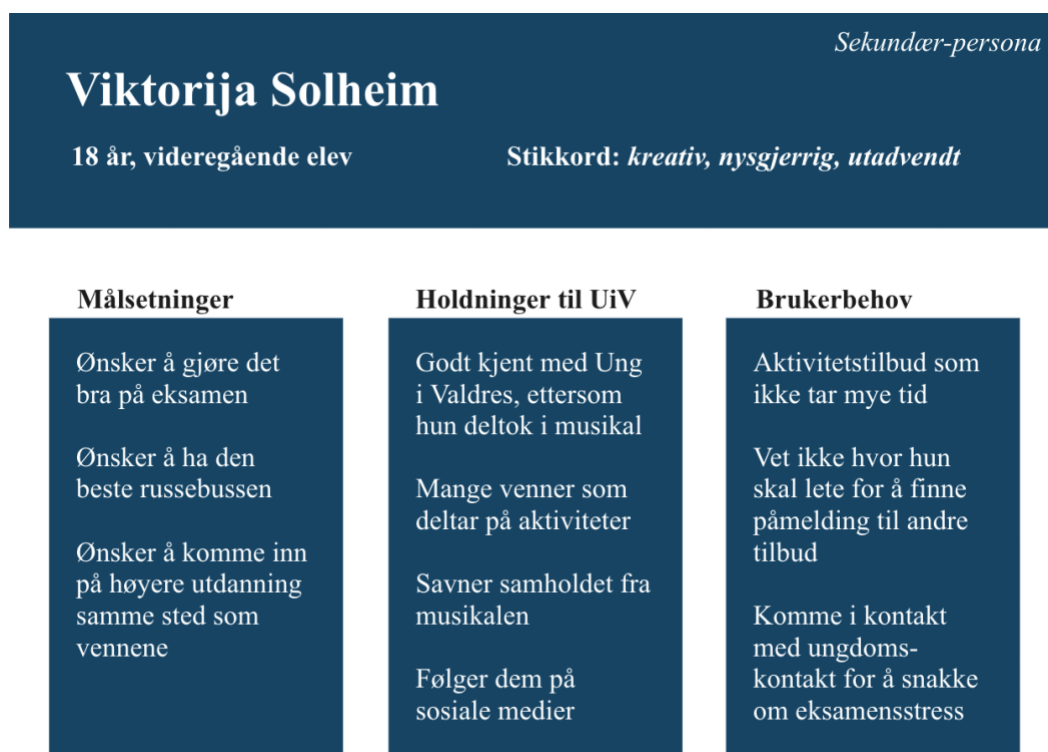 Sekundær-persona
Viktorija Solheim
18 år, videregående elev
Stikkord: kreativ, nysgjerrig, utadvendt
Målsetninger
Ønsker å gjøre det
bra på eksamen
Ønsker å ha den
beste russebussen
Ønsker å komme inn
på høyere utdanning
samme sted som
vennene
Holdninger til UiV
Godt kjent med Ung
i Valdres, ettersom
hun deltok i musikal
Mange venner som
deltar på aktiviteter
Savner samholdet fra
musikalen
Følger dem på
sosiale medier
Brukerbehov
Aktivitetstilbud som
ikke tar mye tid
Vet ikke hvor hun
skal lete for å finne
påmelding til andre
tilbud
Komme i kontakt
med ungdoms-
kontakt for å snakke
om eksamensstress